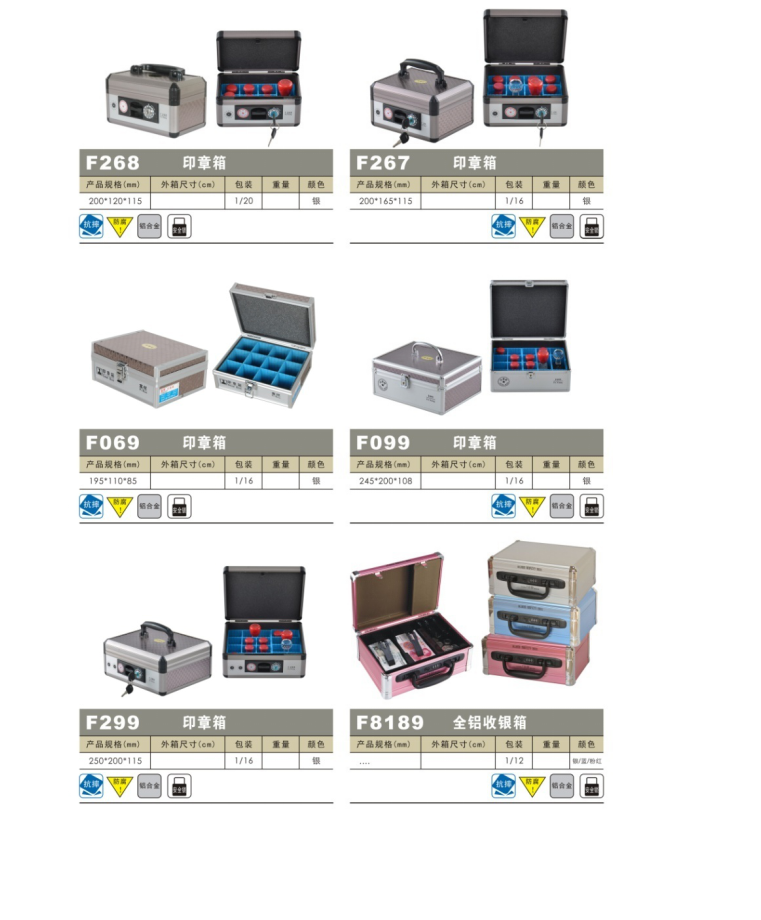 F268 印章箱
产品规格(mm) 外箱尺寸(cm) 包装 重量 颜色
200*120*115 1/20 银
抗摔 防腐 ! 铝合金 安全锁
F267 印章箱
产品规格(mm) 外箱尺寸(cm) 包装 重量 颜色
200*165*115 1/16 银
抗摔 防腐 ! 铝合金 安全锁
F069 印章箱
产品规格(mm) 外箱尺寸(cm) 包装 重量 颜色
195*110*85 1/16 银
抗摔 防腐 ! 铝合金 安全锁
F099 印章箱
产品规格(mm) 外箱尺寸(cm) 包装 重量 颜色
245*200*108 1/16 银
抗摔 防腐 ! 铝合金 安全锁
F299 印章箱
产品规格(mm) 外箱尺寸(cm) 包装 重量 颜色
250*200*115 1/16 银
抗摔 防腐 ! 铝合金 安全锁
F8189 全铝收银箱
产品规格(mm) 外箱尺寸(cm) 包装 重量 颜色
.... 1/12 银/蓝/粉红
抗摔 防腐 ! 铝合金 安全锁